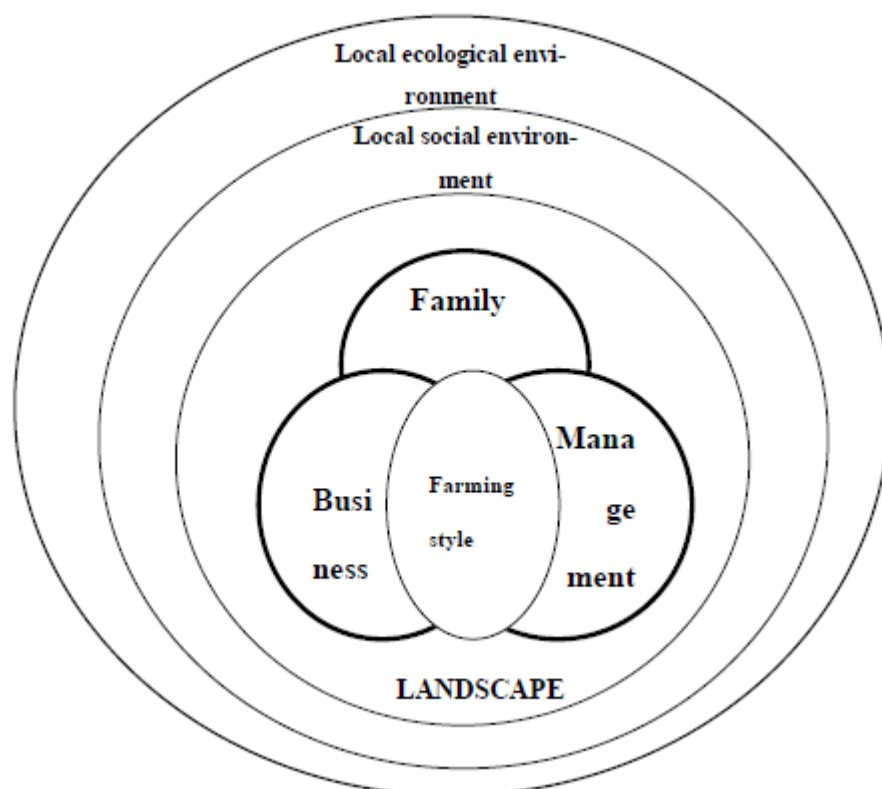 Local ecological envi-
ronment
Local social environ-
ment
Family
Mana
ge
ment
Busi
ness
Farming
style
LANDSCAPE